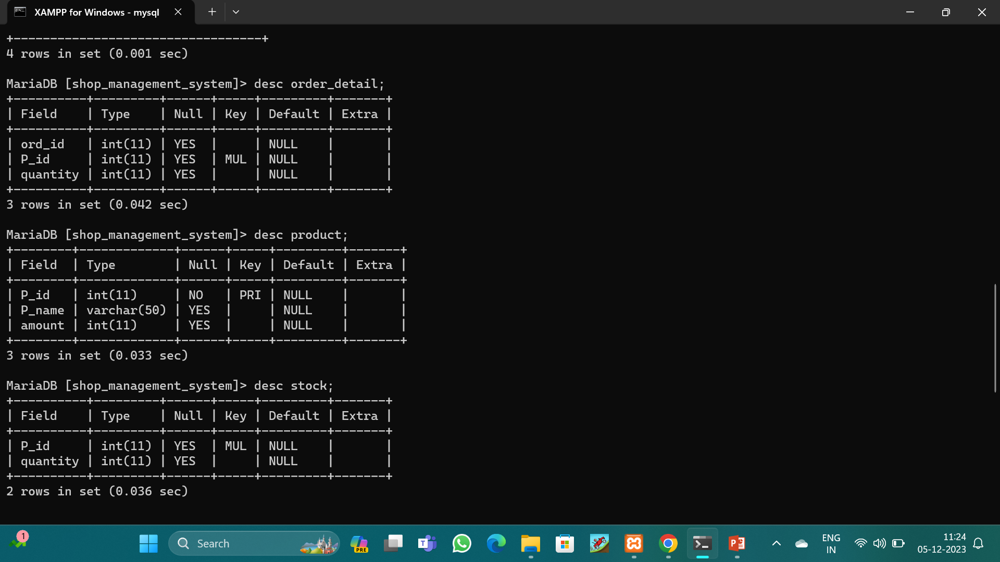 XAMPP for Windows - mysql
+----------------------------------+
4 rows in set (0.001 sec)
MariaDB [shop_management_system]> desc order_detail;
+----------+---------+------+-----+---------+-------+
| Field    | Type    | Null | Key | Default | Extra |
+----------+---------+------+-----+---------+-------+
| ord_id   | int(11) | YES  |     | NULL    |       |
| P_id     | int(11) | YES  | MUL | NULL    |       |
| quantity | int(11) | YES  |     | NULL    |       |
+----------+---------+------+-----+---------+-------+
3 rows in set (0.042 sec)
MariaDB [shop_management_system]> desc product;
+--------+-------------+------+-----+---------+-------+
| Field  | Type        | Null | Key | Default | Extra |
+--------+-------------+------+-----+---------+-------+
| P_id   | int(11)     | NO   | PRI | NULL    |       |
| P_name | varchar(50) | YES  |     | NULL    |       |
| amount | int(11)     | YES  |     | NULL    |       |
+--------+-------------+------+-----+---------+-------+
3 rows in set (0.033 sec)
MariaDB [shop_management_system]> desc stock;
+----------+---------+------+-----+---------+-------+
| Field    | Type    | Null | Key | Default | Extra |
+----------+---------+------+-----+---------+-------+
| P_id     | int(11) | YES  | MUL | NULL    |       |
| quantity | int(11) | YES  |     | NULL    |       |
+----------+---------+------+-----+---------+-------+
2 rows in set (0.036 sec)
1
Search
PRE
T
P
ENG
IN
11:24
05-12-2023